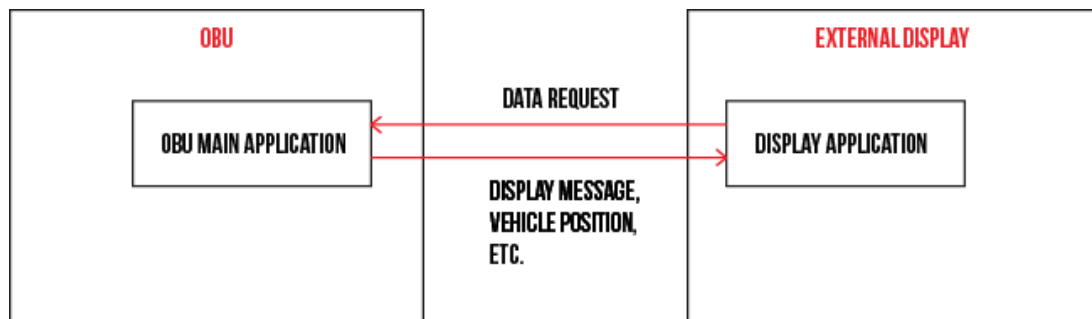 OBU
EXTERNAL DISPLAY
DATA REQUEST
OBU MAIN APPLICATION
DISPLAY APPLICATION
DISPLAY MESSAGE,
VEHICLE POSITION,
ETC.